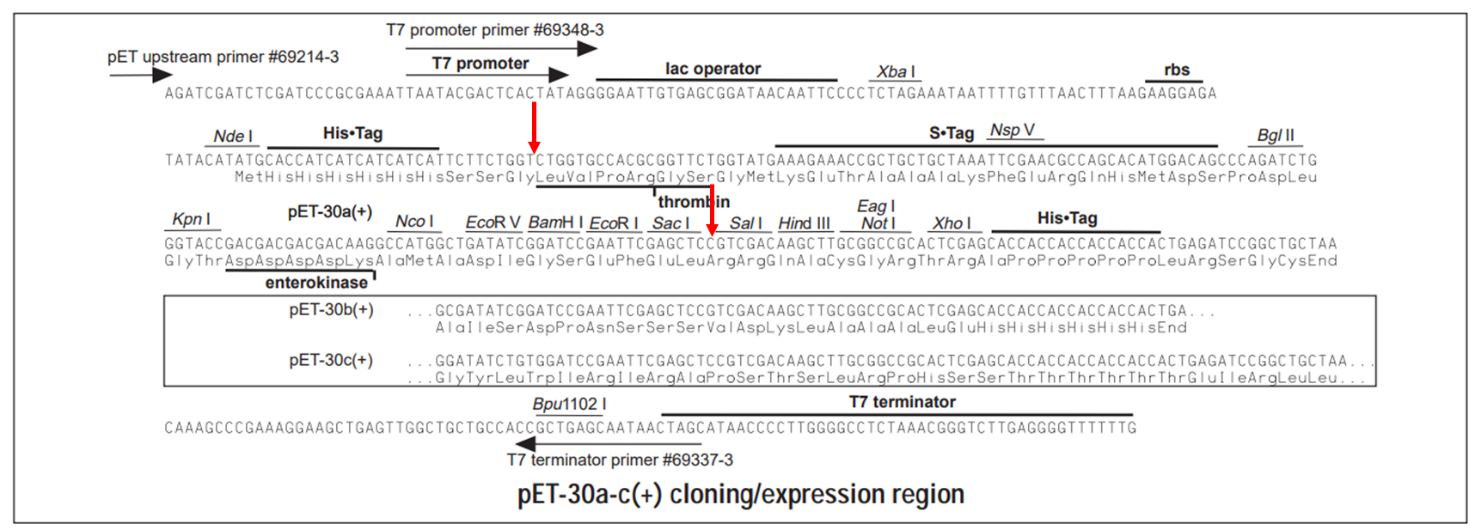 T7 promoter primer #69348-3
pET upstream primer #69214-3
T7 promoter
lac operator
Xba I
rbs
AGATCGATCTCGATCCCGCGAAATTAATACGACTCACTATAGGGGAATTGTGAGCGGATAACAATTCCCCTCTAGAAATAATTTTGTTTAACTTTAAGAAGGAGA
Nde I
His•Tag
S•Tag
Nsp V
Bgl II
TATACATATGCACCATCATCATCATCATTCTTCTGGTCTGGTGCCACGCGGTTCTGGTATGAAAGAAACCGCTGCTGCTAAATTCGAACGCCAGCACATGGACAGCCCAGATCTG
MetHisHisHisHisHisHisSerSerGlyLeuValProArgGlySerGlyMetLysGluThrAlaAlaAlaLysPheGluArgGlnHisMetAspSerProAspLeu
thrombin
Kpn I
pET-30a(+)
Nco I
EcoR V
BamH I
EcoR I
Sac I
Sal I
Hind III
Eag I
Not I
Xho I
His•Tag
GGTACCGACGACGACGACAAGGCCATGGCTGATATCGGATCCGAATTCGAGCTCCGTCGACAAGCTTGCGGCCGCACTCGAGCACCACCACCACCACCACTGAGATCCGGCTGCTAA
GlyThrAspAspAspAspLysAlaMetAlaAspIleGlySerGluPheGluLeuArgArgGlnAlaCysGlyArgThrArgAlaProProProProProLeuArgSerGlyCysEnd
enterokinase
pET-30b(+)
...GCGATATCGGATCCGAATTCGAGCTCCGTCGACAAGCTTGCGGCCGCACTCGAGCACCACCACCACCACCACTGA...
AlaIleSerAspProAsnSerSerSerValAspLysLeuAlaAlaAlaLeuGluHisHisHisHisHisHisEnd
pET-30c(+)
...GGATATCTGTGGATCCGAATTCGAGCTCCGTCGACAAGCTTGCGGCCGCACTCGAGCACCACCACCACCACCACTGAGATCCGGCTGCTAA...
...GlyTyrLeuTrpIleArgIleArgAlaProSerThrSerLeuArgProHisSerSerThrThrThrThrThrThrGluIleArgLeuLeu...
Bpu1102 I
T7 terminator
CAAAGCCCGAAAGGAAGCTGAGTTGGCTGCTGCCACCGCTGAGCAATAACTAGCATAACCCCTTGGGGCCTCTAAACGGGTCTTGAGGGGTTTTTTG
T7 terminator primer #69337-3
pET-30a-c(+) cloning/expression region